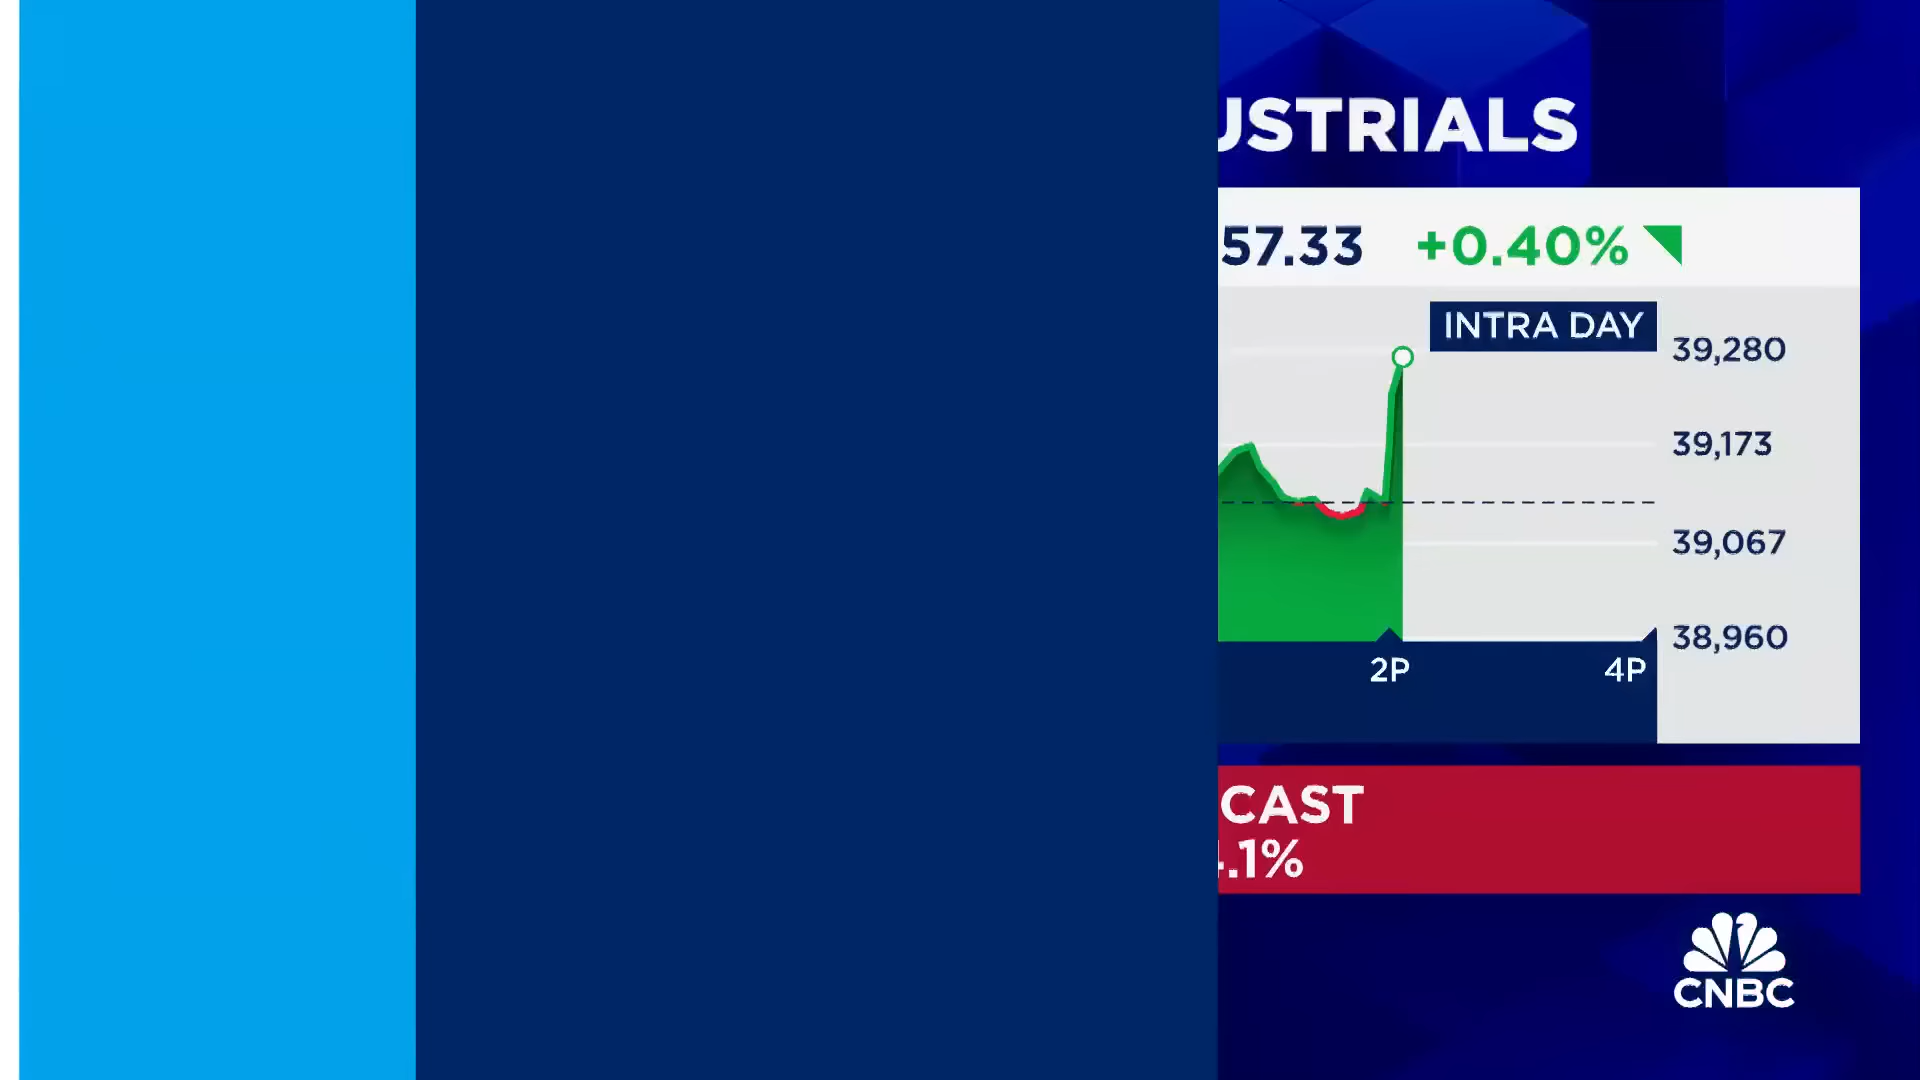 USTRIALS
57.33 +0.40%
INTRA DAY
39,280
39,173
39,067
38,960
2P 4P
CAST
4.1%
CNBC